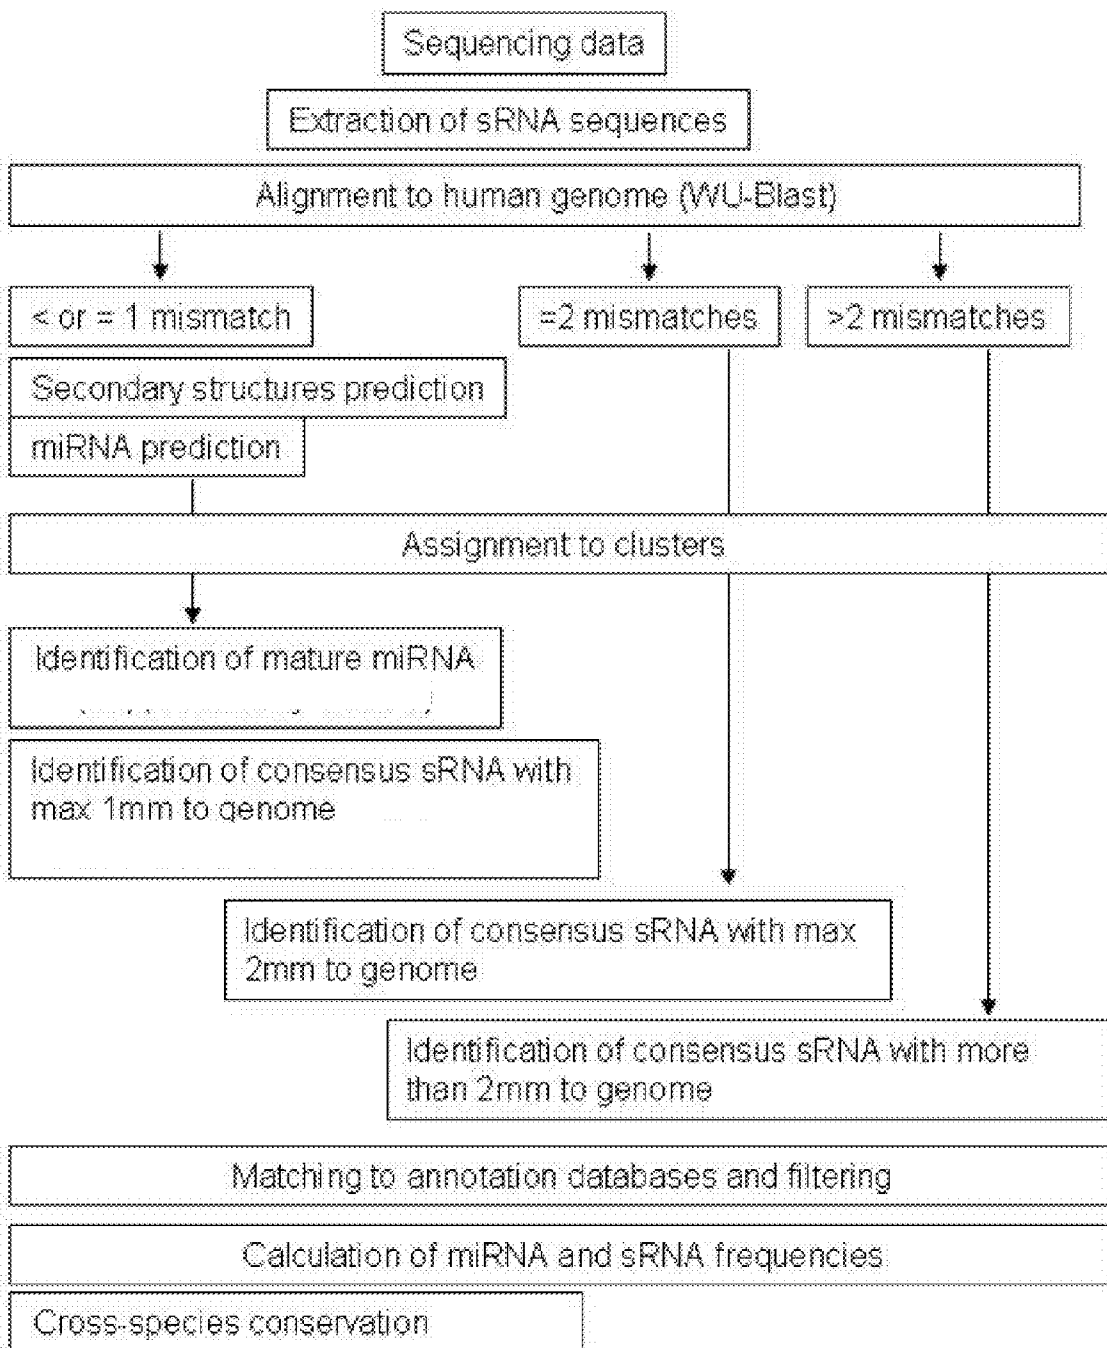 Sequencing data
Extraction of sRNA sequences
Alignment to human genome (WU-Blast)
< or = 1 mismatch
=2 mismatches
>2 mismatches
Secondary structures prediction
miRNA prediction
Assignment to clusters
Identification of mature miRNA
Identification of consensus sRNA with
max 1mm to genome
Identification of consensus sRNA with max
2mm to genome
Identification of consensus sRNA with more
than 2mm to genome
Matching to annotation databases and filtering
Calculation of miRNA and sRNA frequencies
Cross-species conservation